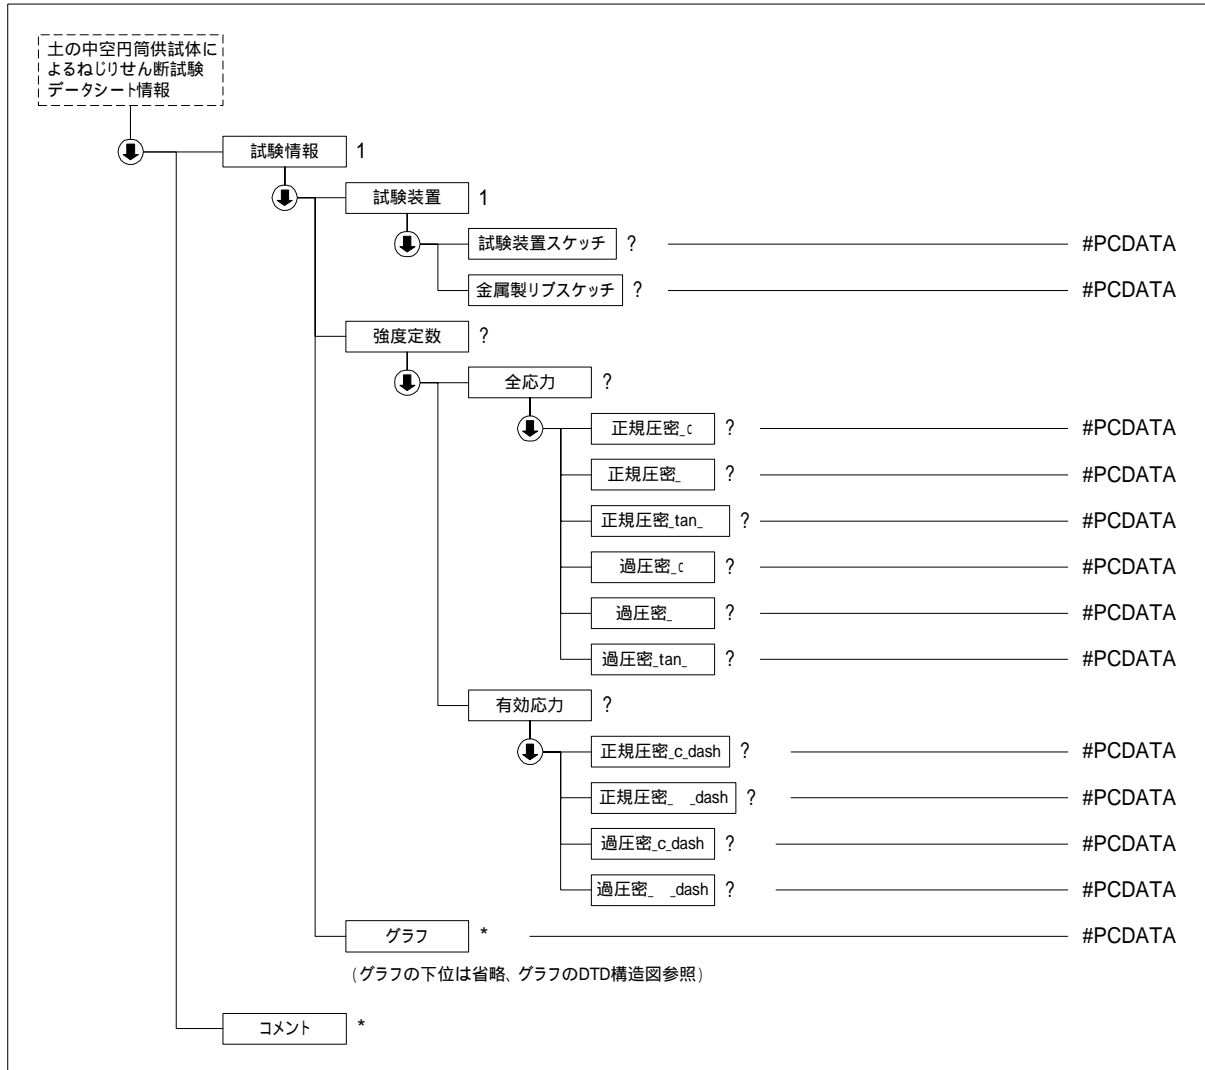 土の中空円筒供試体に
よるねじりせん断試験
データシート情報
試験情報 1
試験装置 1
試験装置スケッチ ? #PCDATA
金属製リブスケッチ ? #PCDATA
強度定数 ?
全応力 ?
正規圧密_c ? #PCDATA
正規圧密_ ? #PCDATA
正規圧密_tan_ ? #PCDATA
過圧密_c ? #PCDATA
過圧密_ ? #PCDATA
過圧密_tan_ ? #PCDATA
有効応力 ?
正規圧密_c_dash ? #PCDATA
正規圧密_ _dash ? #PCDATA
過圧密_c_dash ? #PCDATA
過圧密_ _dash ? #PCDATA
グラフ * #PCDATA
(グラフの下位は省略、グラフのDTD構造図参照)
コメント *